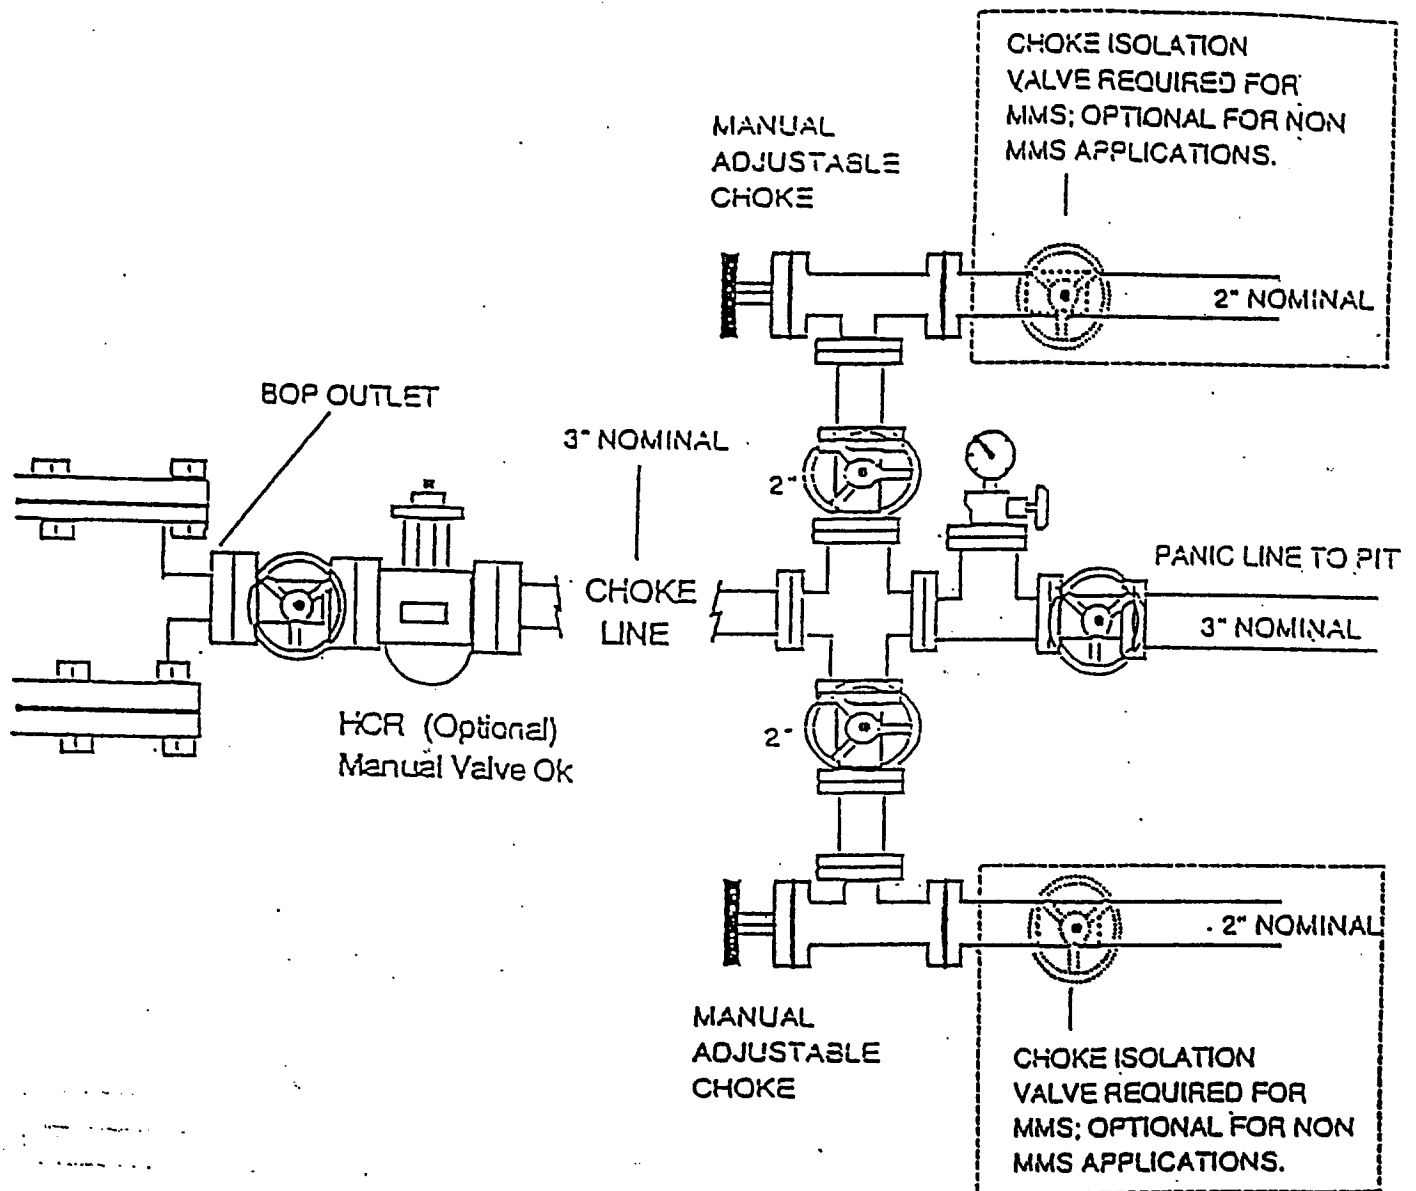 CHOKE ISOLATION
VALVE REQUIRED FOR
MMS; OPTIONAL FOR NON
MMS APPLICATIONS.
MANUAL
ADJUSTABLE
CHOKE
2" NOMINAL
BOP OUTLET
3" NOMINAL
2"
PANIC LINE TO PIT
CHOKE
LINE
3" NOMINAL
HCR (Optional)
Manual Valve Ok
2"
2" NOMINAL
MANUAL
ADJUSTABLE
CHOKE
CHOKE ISOLATION
VALVE REQUIRED FOR
MMS; OPTIONAL FOR NON
MMS APPLICATIONS.